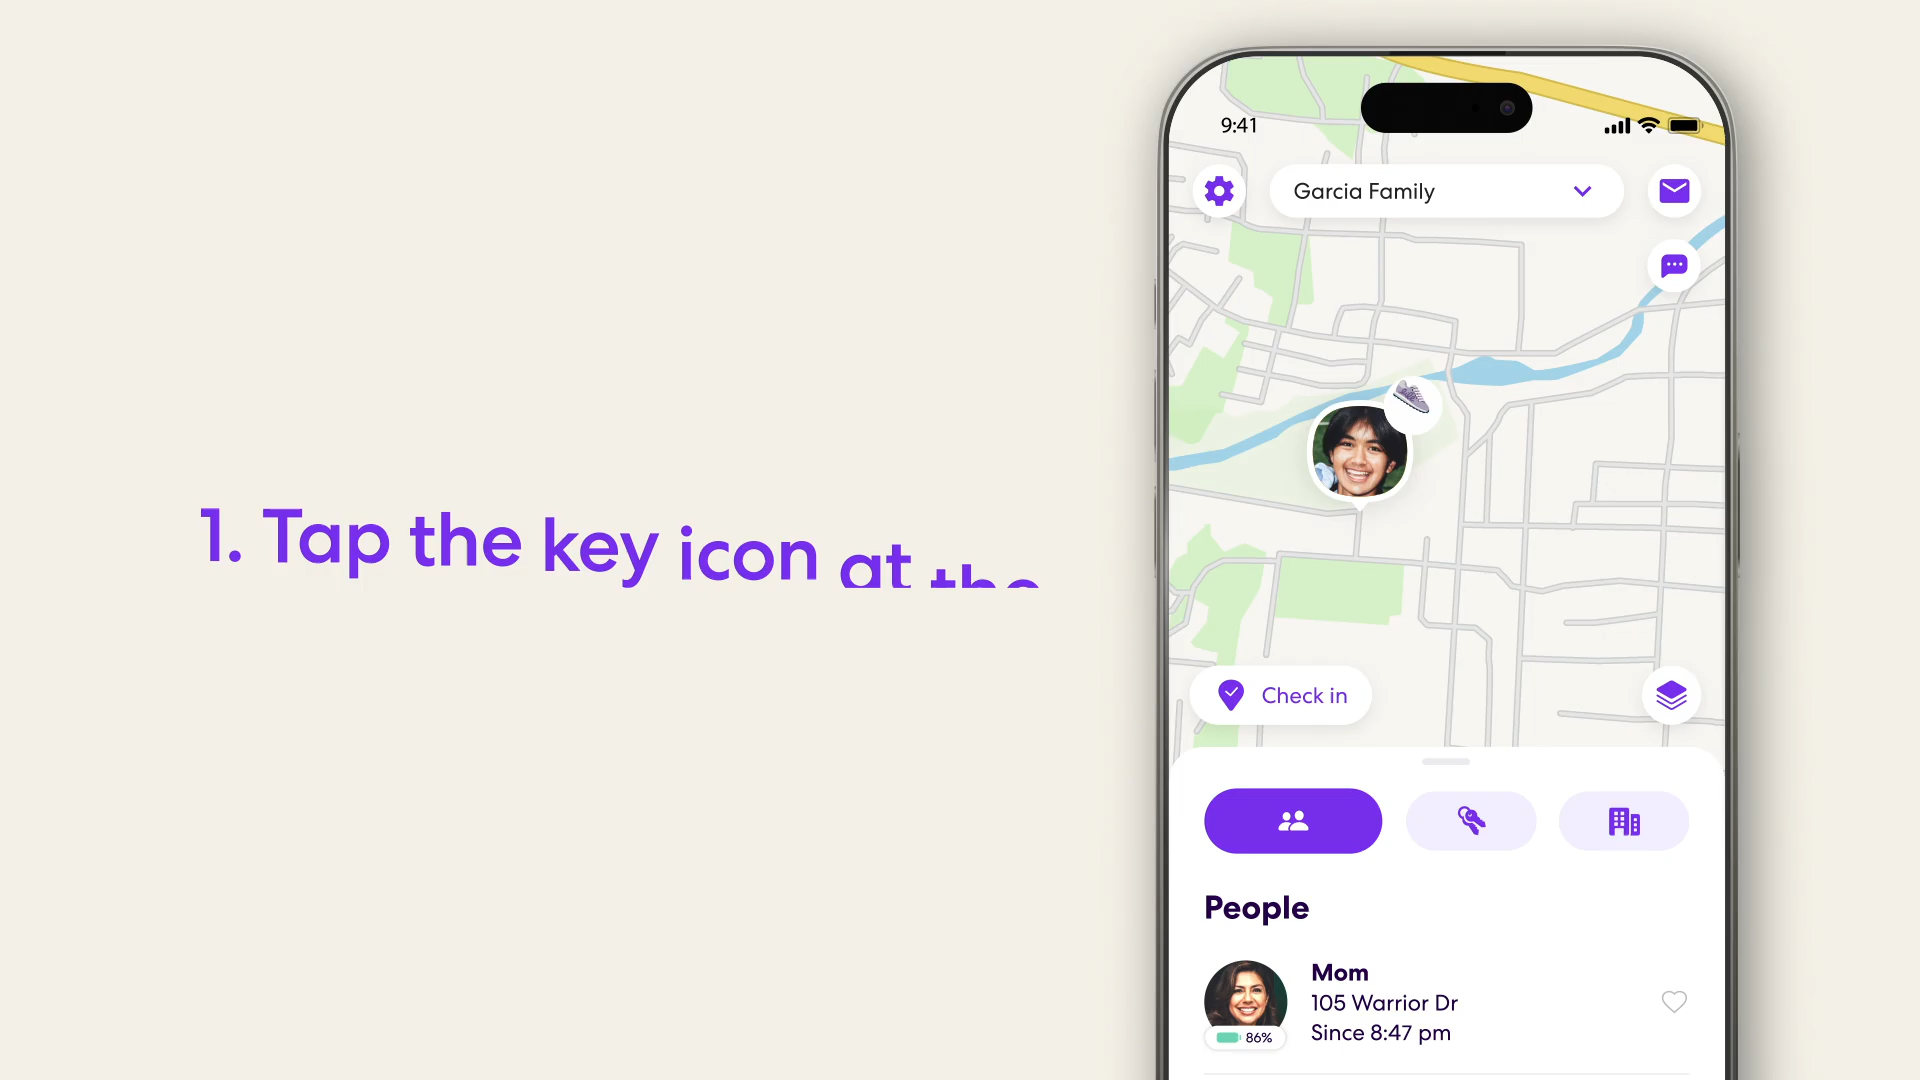 1. Tap the key icon at the
9:41
Garcia Family
Check in
People
Mom
105 Warrior Dr
Since 8:47 pm
86%